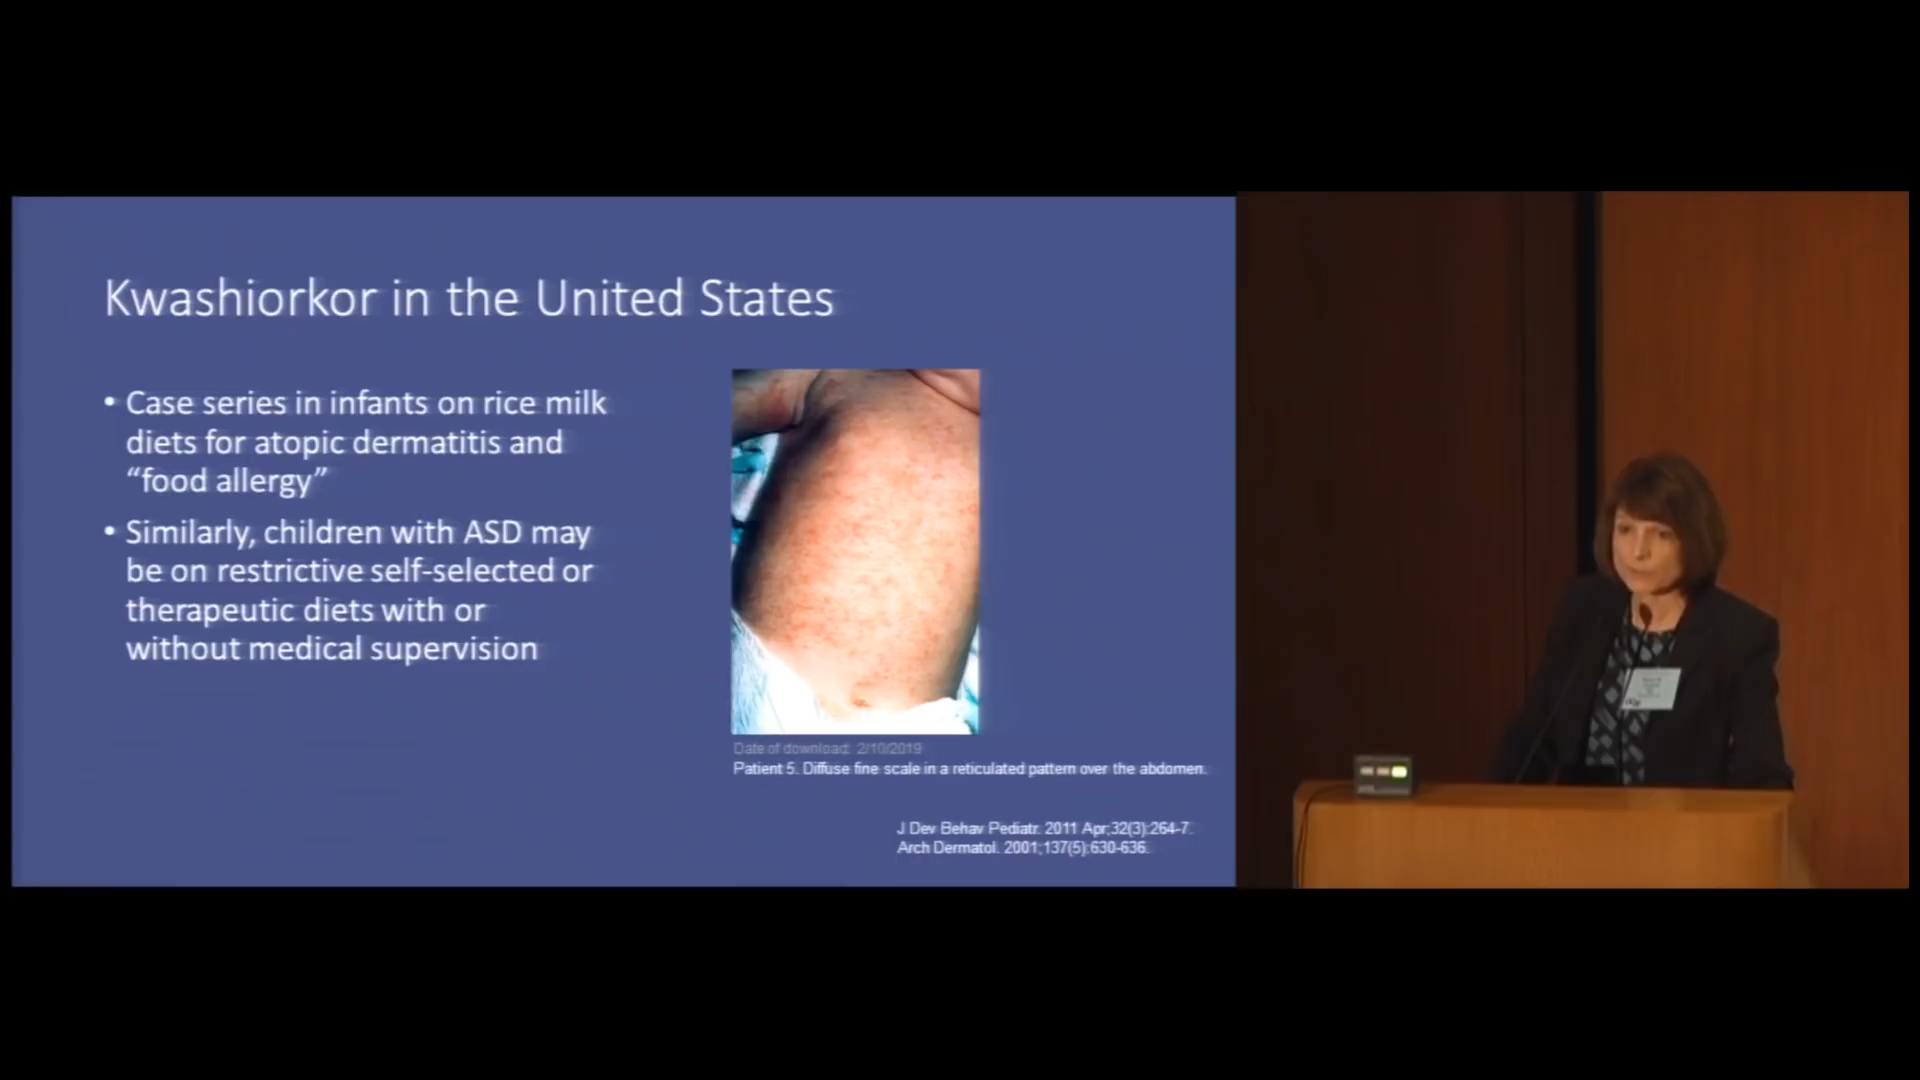 Kwashiorkor in the United States
• Case series in infants on rice milk
diets for atopic dermatitis and
“food allergy”
• Similarly, children with ASD may
be on restrictive self-selected or
therapeutic diets with or
without medical supervision
Date of download: 2/10/2019
Patient 5. Diffuse fine scale in a reticulated pattern over the abdomen.
J Dev Behav Pediatr. 2011 Apr;32(3):264-7.
Arch Dermatol. 2001;137(5):630-636.